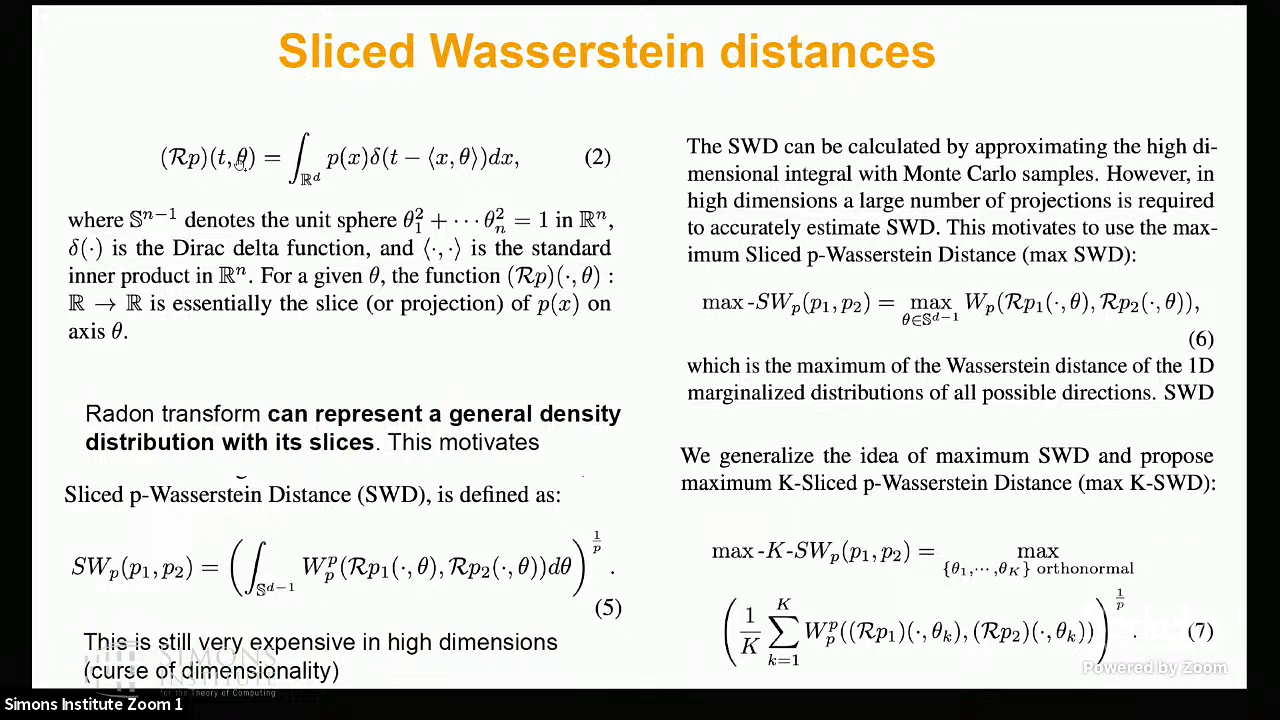 Sliced Wasserstein distances
(ℛp)(t, θ) = ∫_{ℝ^d} p(x)δ(t − ⟨x, θ⟩)dx, (2)
where 𝕊^{n−1} denotes the unit sphere θ_1^2 + ⋯ θ_n^2 = 1 in ℝ^n,
δ(·) is the Dirac delta function, and ⟨·, ·⟩ is the standard
inner product in ℝ^n. For a given θ, the function (ℛp)(·, θ) :
ℝ → ℝ is essentially the slice (or projection) of p(x) on
axis θ.
Radon transform can represent a general density
distribution with its slices. This motivates
Sliced p-Wasserstein Distance (SWD), is defined as:
SW_p(p_1, p_2) = (∫_{𝕊^{d−1}} W_p^p(ℛp_1(·, θ), ℛp_2(·, θ))dθ)^{1/p}.
(5)
This is still very expensive in high dimensions
(curse of dimensionality)
The SWD can be calculated by approximating the high di-
mensional integral with Monte Carlo samples. However, in
high dimensions a large number of projections is required
to accurately estimate SWD. This motivates to use the max-
imum Sliced p-Wasserstein Distance (max SWD):
max -SW_p(p_1, p_2) = max_{θ∈𝕊^{d−1}} W_p(ℛp_1(·, θ), ℛp_2(·, θ)),
(6)
which is the maximum of the Wasserstein distance of the 1D
marginalized distributions of all possible directions. SWD
We generalize the idea of maximum SWD and propose
maximum K-Sliced p-Wasserstein Distance (max K-SWD):
max -K-SW_p(p_1, p_2) = max_{{θ_1,⋯,θ_K} orthonormal}
(1/K ∑_{k=1}^{K} W_p^p((ℛp_1)(·, θ_k), (ℛp_2)(·, θ_k)))^{1/p}. (7)
SIMONS
INSTITUTE
for the Theory of Computing
Powered by Zoom
Simons Institute Zoom 1